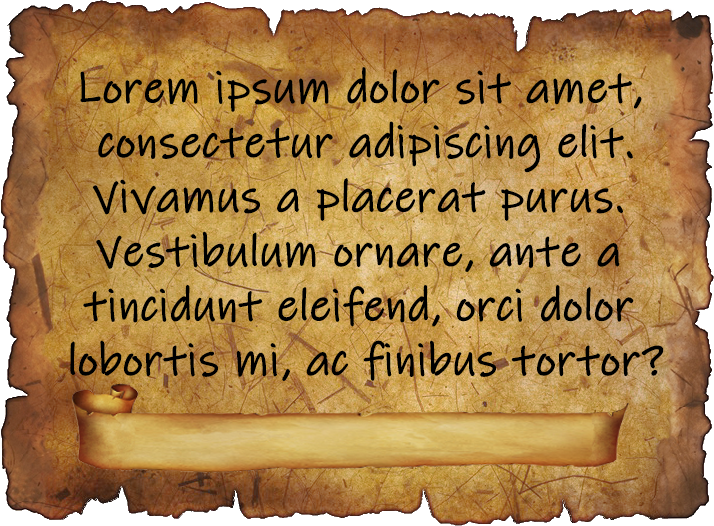 Lorem ipsum dolor sit amet,
consectetur adipiscing elit.
Vivamus a placerat purus.
Vestibulum ornare, ante a
tincidunt eleifend, orci dolor
lobortis mi, ac finibus tortor?